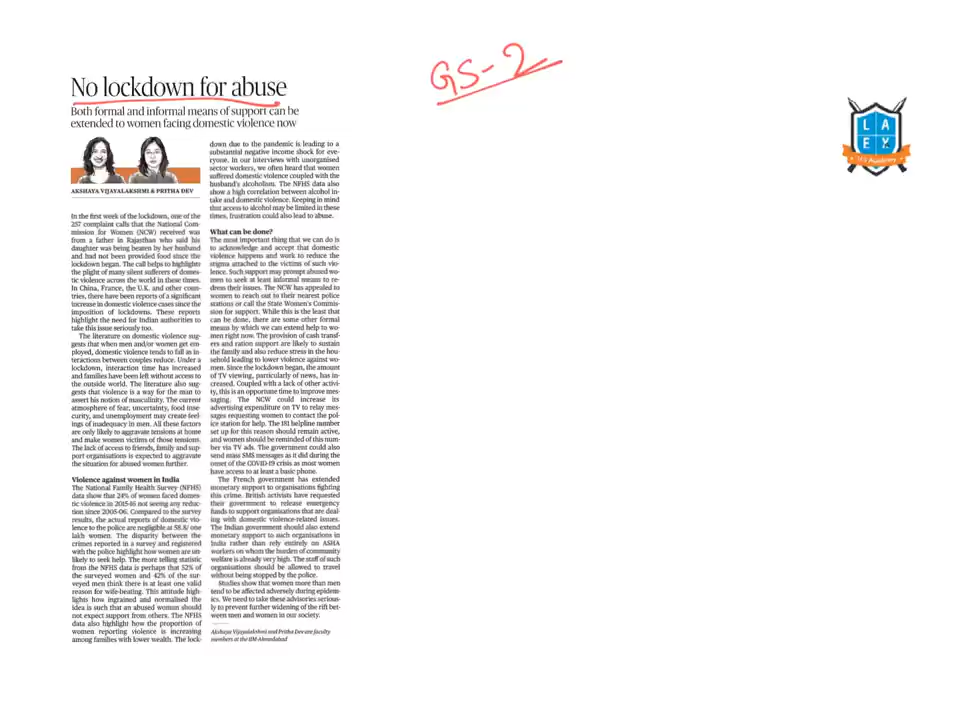 GS-2
No lockdown for abuse
Both formal and informal means of support can be
extended to women facing domestic violence now
AKSHAYA VIJAYALAKSHMI & PRITHA DEV
In the first week of the lockdown, one of the
257 complaint calls that the National Com-
mission for Women (NCW) received was
from a father in Rajasthan who said his
daughter was being beaten by her husband
and had not been provided food since the
lockdown began. The call helps to highlights
the plight of many silent sufferers of domes-
tic violence across the world in these times.
In China, France, the U.K. and other coun-
tries, there have been reports of a significant
increase in domestic violence cases since the
imposition of lockdowns. These reports
highlight the need for Indian authorities to
take this issue seriously too.
The literature on domestic violence sug-
gests that when men and/or women get em-
ployed, domestic violence tends to fall as in-
teractions between couples reduce. Under a
lockdown, interaction time has increased
and families have been left without access to
the outside world. The literature also sug-
gests that violence is a way for the man to
assert his notion of masculinity. The current
atmosphere of fear, uncertainty, food inse-
curity, and unemployment may create feel-
ings of inadequacy in men. All these factors
are only likely to aggravate tensions at home
and make women victims of those tensions.
The lack of access to friends, family and sup-
port organisations is expected to aggravate
the situation for abused women further.
Violence against women in India
The National Family Health Survey (NFHS)
data show that 24% of women faced domes-
tic violence in 2015-16 not seeing any reduc-
tion since 2005-06. Compared to the survey
results, the actual reports of domestic vio-
lence to the police are negligible at 58.8/ one
lakh women. The disparity between the
crimes reported in a survey and registered
with the police highlight how women are un-
likely to seek help. The more telling statistic
from the NFHS data is perhaps that 52% of
the surveyed women and 42% of the sur-
veyed men think there is at least one valid
reason for wife-beating. This attitude high-
lights how ingrained and normalised the
idea is such that an abused woman should
not expect support from others. The NFHS
data also highlight how the proportion of
women reporting violence is increasing
among families with lower wealth. The lock-
down due to the pandemic is leading to a
substantial negative income shock for eve-
ryone. In our interviews with unorganised
sector workers, we often heard that women
suffered domestic violence coupled with the
husband's alcoholism. The NFHS data also
show a high correlation between alcohol in-
take and domestic violence. Keeping in mind
that access to alcohol may be limited in these
times, frustration could also lead to abuse.
What can be done?
The most important thing that we can do is
to acknowledge and accept that domestic
violence happens and work to reduce the
stigma attached to the victims of such vio-
lence. Such support may prompt abused wo-
men to seek at least informal means to re-
dress their issues. The NCW has appealed to
women to reach out to their nearest police
stations or call the State Women's Commis-
sion for support. While this is the least that
can be done, there are some other formal
means by which we can extend help to wo-
men right now. The provision of cash transf-
ers and ration support are likely to sustain
the family and also reduce stress in the hou-
sehold leading to lower violence against wo-
men. Since the lockdown began, the amount
of TV viewing, particularly of news, has in-
creased. Coupled with a lack of other activi-
ty, this is an opportune time to improve mes-
saging. The NCW could increase its
advertising expenditure on TV to relay mes-
sages requesting women to contact the pol-
ice station for help. The 181 helpline number
set up for this reason should remain active,
and women should be reminded of this num-
ber via TV ads. The government could also
send mass SMS messages as it did during the
onset of the COVID-19 crisis as most women
have access to at least a basic phone.
The French government has extended
monetary support to organisations fighting
this crime. British activists have requested
their government to release emergency
funds to support organisations that are deal-
ing with domestic violence-related issues.
The Indian government should also extend
monetary support to such organisations in
India rather than rely entirely on ASHA
workers on whom the burden of community
welfare is already very high. The staff of such
organisations should be allowed to travel
without being stopped by the police.
Studies show that women more than men
tend to be affected adversely during epidem-
ics. We need to take these advisories serious-
ly to prevent further widening of the rift bet-
ween men and women in our society.
Akshaya Vijayalakshmi and Pritha Dev are faculty
members at the IIM-Ahmedabad
L A
E X
IAS Academy